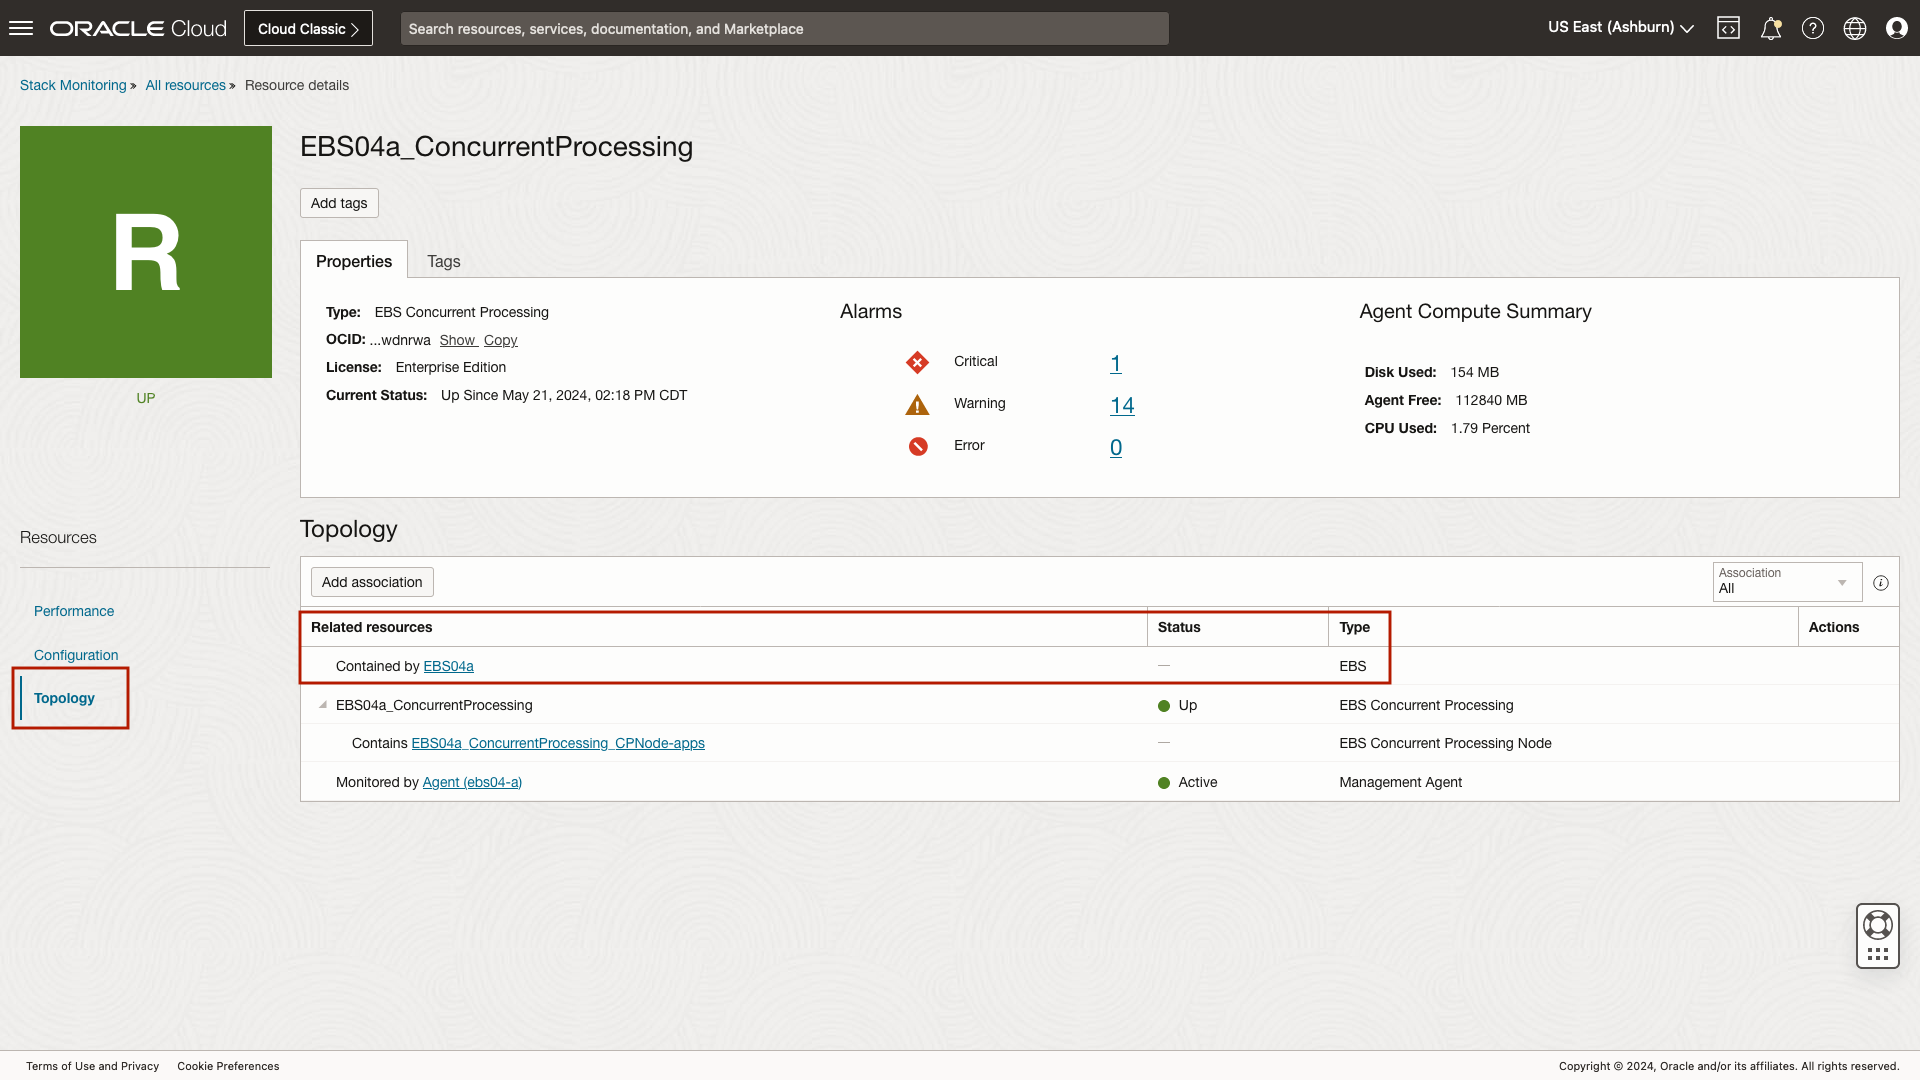 ORACLE Cloud
Cloud Classic
Search resources, services, documentation, and Marketplace
US East (Ashburn)
Stack Monitoring » All resources » Resource details
R
UP
EBS04a_ConcurrentProcessing
Add tags
Properties
Tags
Type: EBS Concurrent Processing
OCID: ...wdnrwa Show Copy
License: Enterprise Edition
Current Status: Up Since May 21, 2024, 02:18 PM CDT
Alarms
Critical 1
Warning 14
Error 0
Agent Compute Summary
Disk Used: 154 MB
Agent Free: 112840 MB
CPU Used: 1.79 Percent
Resources
Performance
Configuration
Topology
Topology
Add association
Association
All
Related resources Status Type Actions
Contained by EBS04a — EBS
EBS04a_ConcurrentProcessing Up EBS Concurrent Processing
Contains EBS04a_ConcurrentProcessing_CPNode-apps — EBS Concurrent Processing Node
Monitored by Agent (ebs04-a) Active Management Agent
Terms of Use and Privacy Cookie Preferences
Copyright © 2024, Oracle and/or its affiliates. All rights reserved.